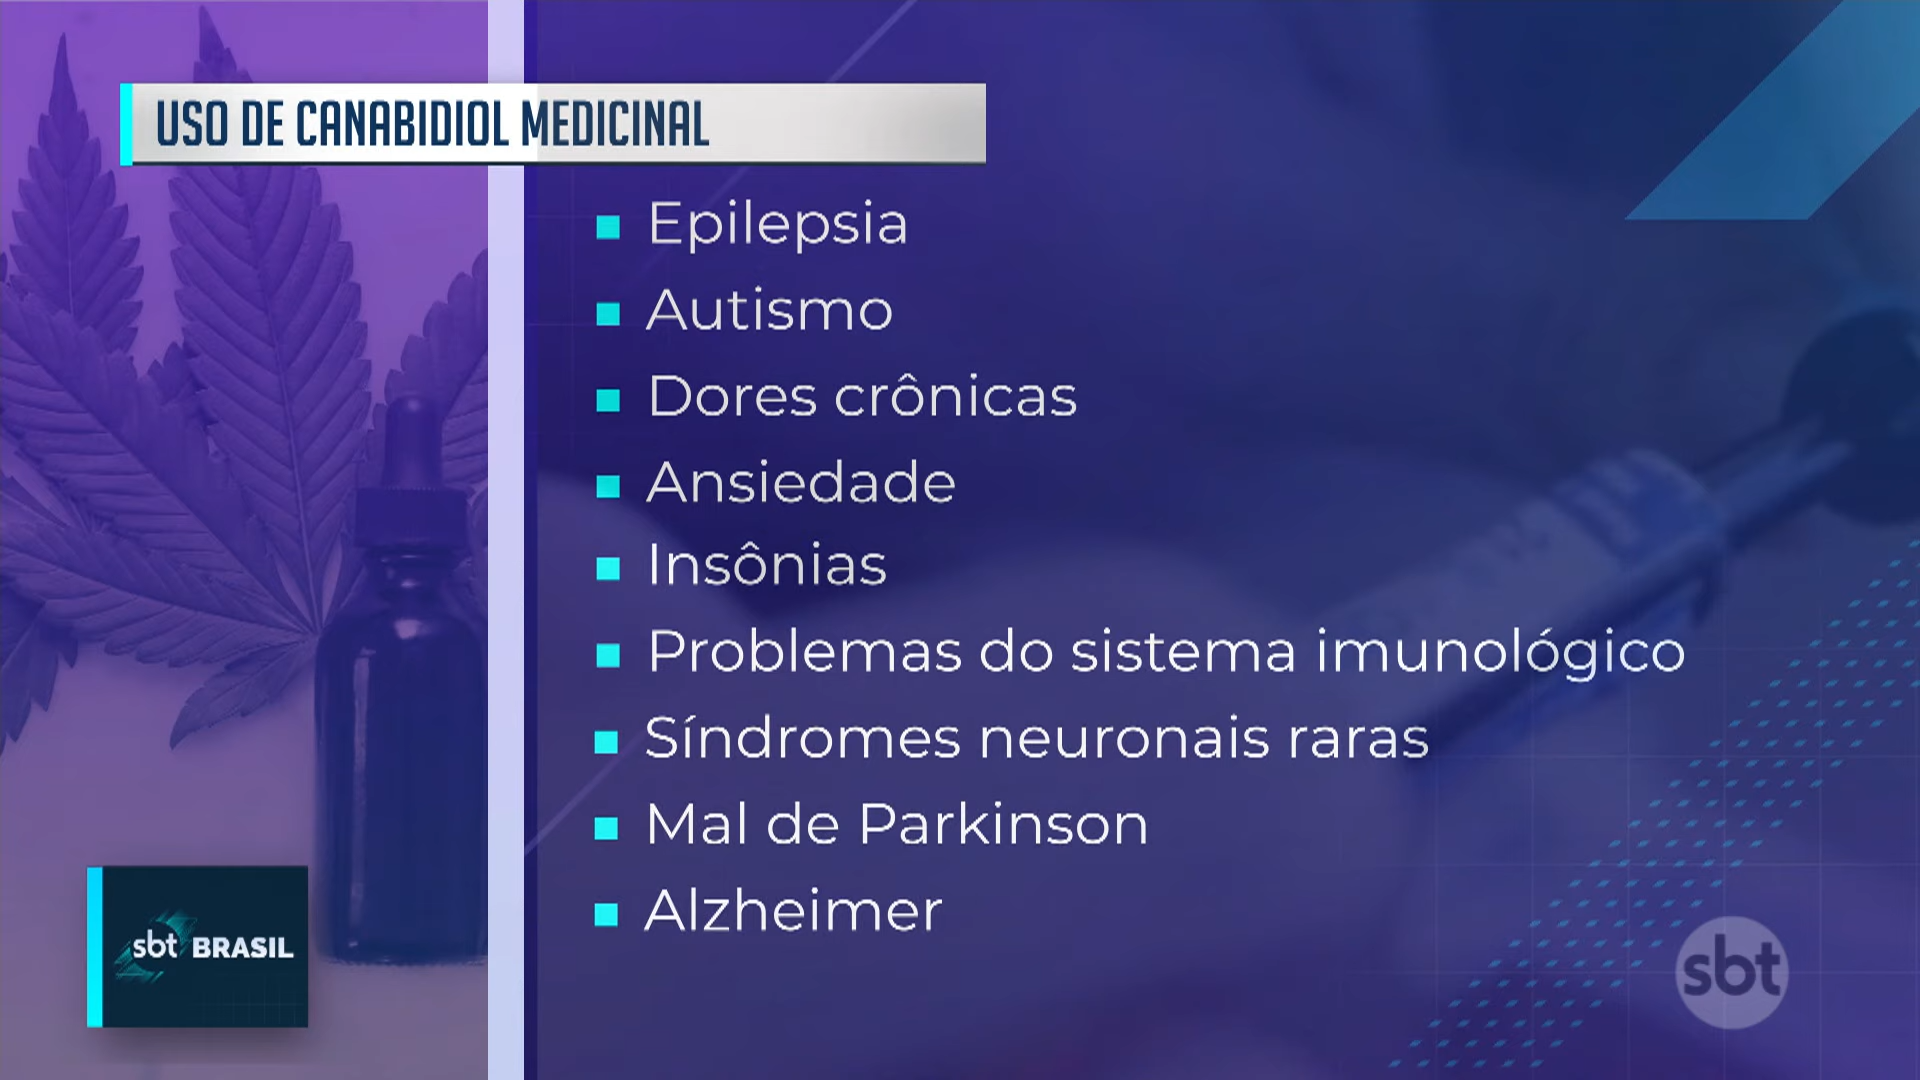 USO DE CANABIDIOL MEDICINAL
Epilepsia
Autismo
Dores crônicas
Ansiedade
Insônias
Problemas do sistema imunológico
Síndromes neuronais raras
Mal de Parkinson
Alzheimer
sbt BRASIL
sbt